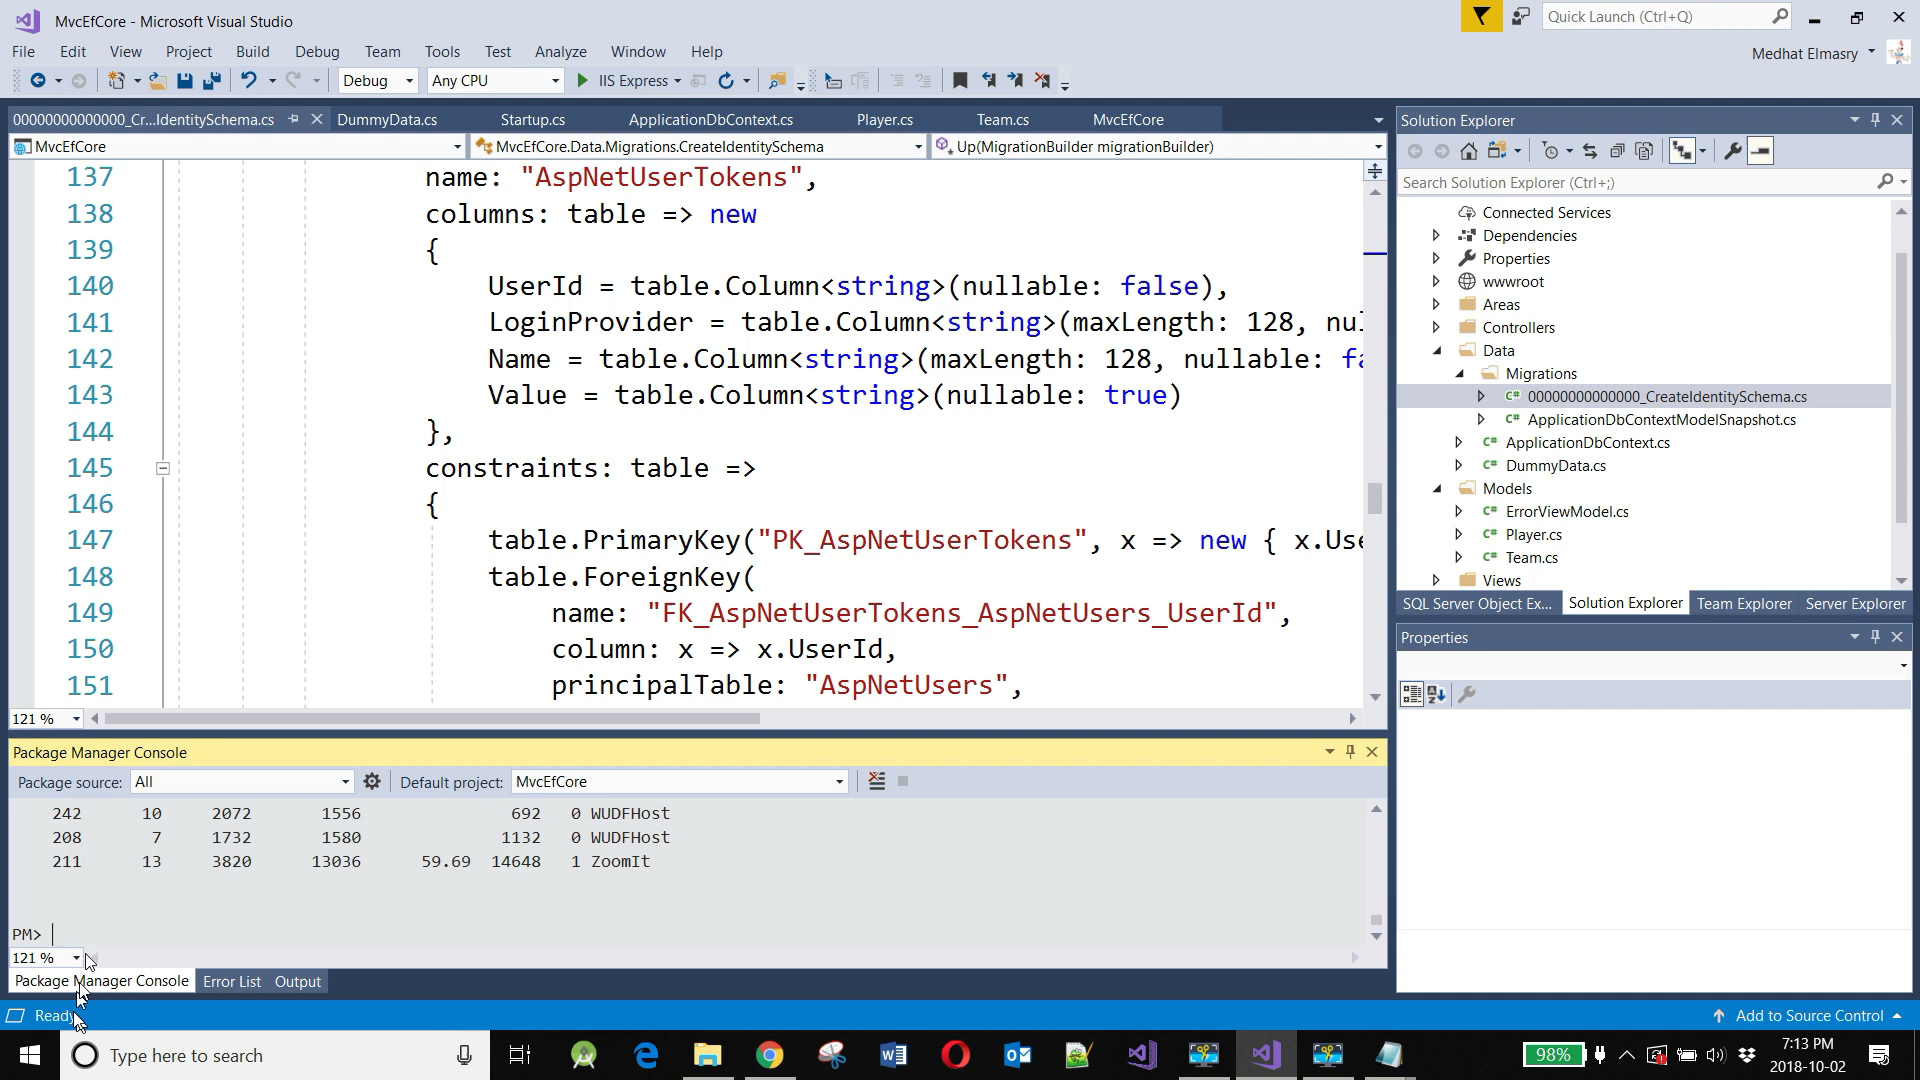 MvcEfCore - Microsoft Visual Studio
Quick Launch (Ctrl+Q)
File Edit View Project Build Debug Team Tools Test Analyze Window Help
Medhat Elmasry
Debug Any CPU IIS Express
00000000000000_Cr...IdentitySchema.cs DummyData.cs Startup.cs ApplicationDbContext.cs Player.cs Team.cs MvcEfCore
MvcEfCore MvcEfCore.Data.Migrations.CreateIdentitySchema Up(MigrationBuilder migrationBuilder)
137 name: "AspNetUserTokens",
138 columns: table => new
139 {
140 UserId = table.Column<string>(nullable: false),
141 LoginProvider = table.Column<string>(maxLength: 128, nul
142 Name = table.Column<string>(maxLength: 128, nullable: fa
143 Value = table.Column<string>(nullable: true)
144 },
145 constraints: table =>
146 {
147 table.PrimaryKey("PK_AspNetUserTokens", x => new { x.Use
148 table.ForeignKey(
149 name: "FK_AspNetUserTokens_AspNetUsers_UserId",
150 column: x => x.UserId,
151 principalTable: "AspNetUsers",
121 %
Package Manager Console
Package source: All Default project: MvcEfCore
242 10 2072 1556 692 0 WUDFHost
208 7 1732 1580 1132 0 WUDFHost
211 13 3820 13036 59.69 14648 1 ZoomIt
PM>
121 %
Package Manager Console Error List Output
Solution Explorer
Search Solution Explorer (Ctrl+;)
Connected Services
Dependencies
Properties
wwwroot
Areas
Controllers
Data
Migrations
00000000000000_CreateIdentitySchema.cs
ApplicationDbContextModelSnapshot.cs
ApplicationDbContext.cs
DummyData.cs
Models
ErrorViewModel.cs
Player.cs
Team.cs
Views
SQL Server Object Ex... Solution Explorer Team Explorer Server Explorer
Properties
Ready
Add to Source Control
Type here to search
98%
7:13 PM
2018-10-02